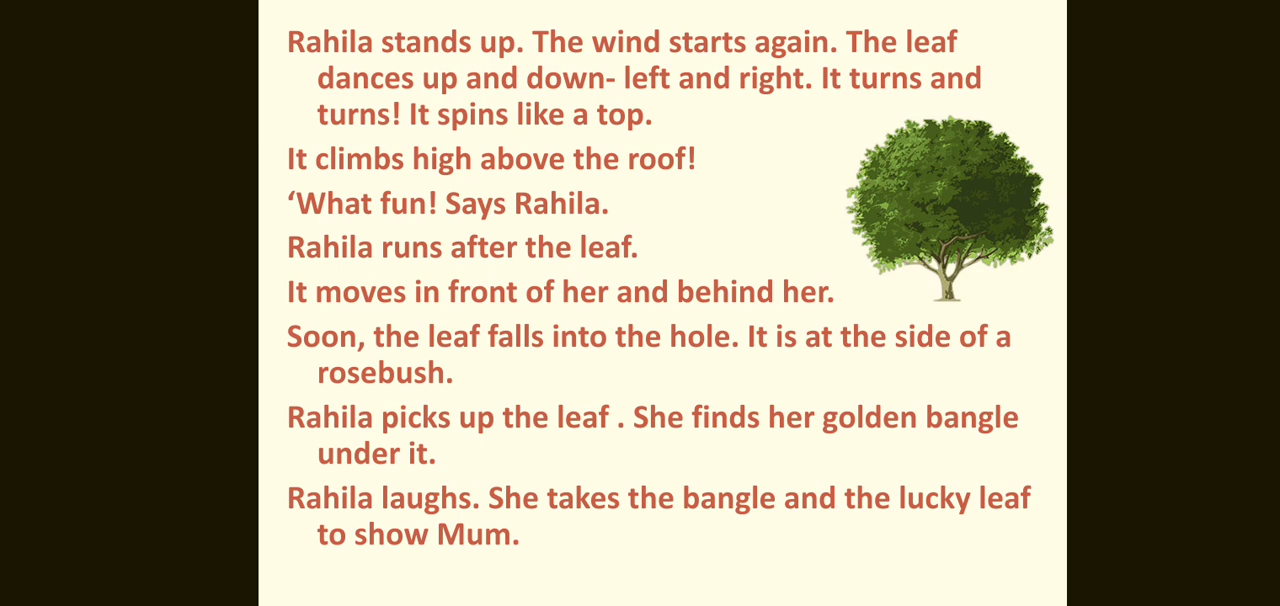 Rahila stands up. The wind starts again. The leaf
dances up and down- left and right. It turns and
turns! It spins like a top.
It climbs high above the roof!
‘What fun! Says Rahila.
Rahila runs after the leaf.
It moves in front of her and behind her.
Soon, the leaf falls into the hole. It is at the side of a
rosebush.
Rahila picks up the leaf . She finds her golden bangle
under it.
Rahila laughs. She takes the bangle and the lucky leaf
to show Mum.